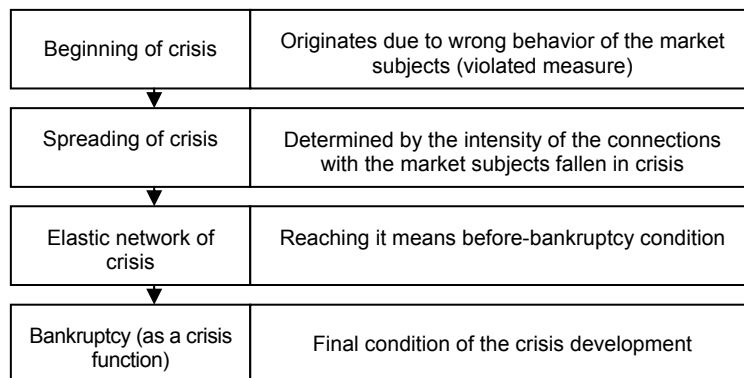 Beginning of crisis
Originates due to wrong behavior of the market
subjects (violated measure)
Spreading of crisis
Determined by the intensity of the connections
with the market subjects fallen in crisis
Elastic network of
crisis
Reaching it means before-bankruptcy condition
Bankruptcy (as a crisis
function)
Final condition of the crisis development